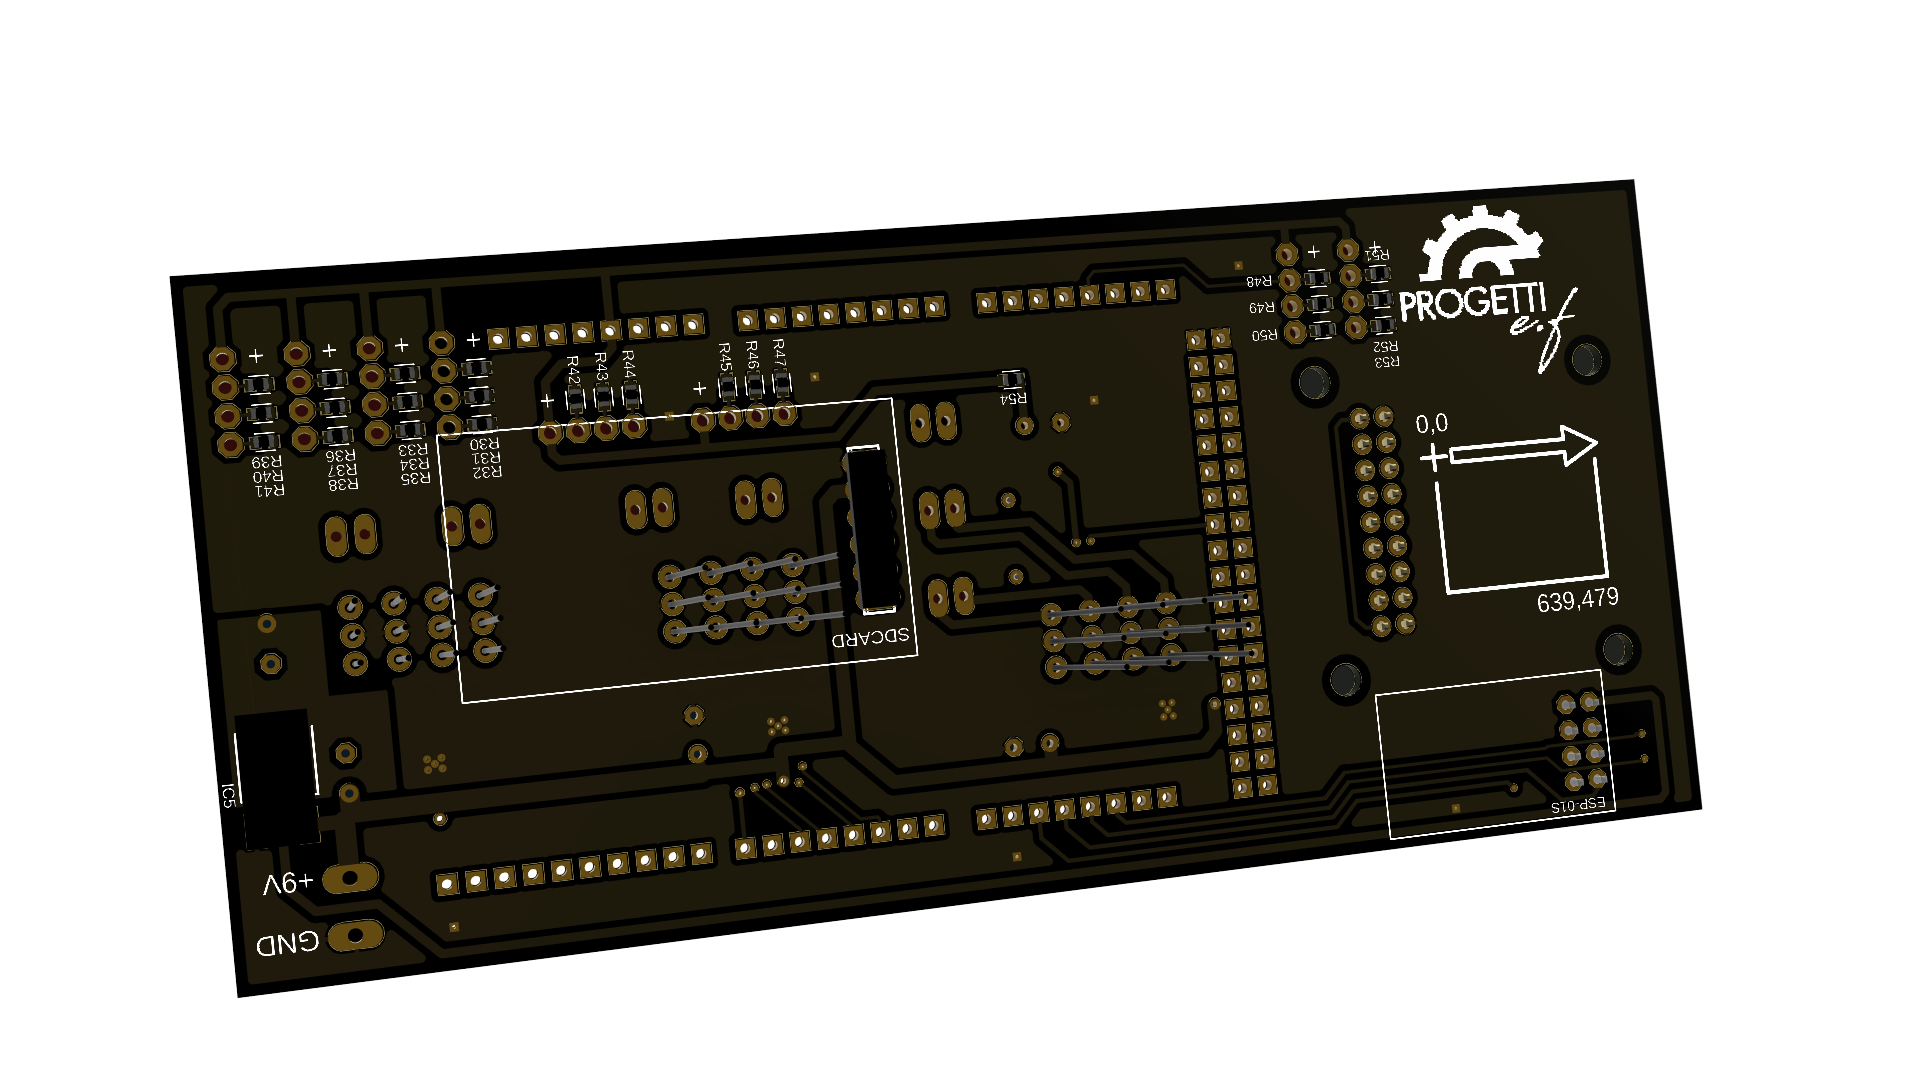 PROGETTI
e.f
R51
R48
R49
R50
R52
R53
R42
R43
R44
R45
R46
R47
R54
R39
R40
R41
R36
R37
R38
R33
R34
R35
R30
R31
R32
0,0
639,479
SDCARD
IC5
ESP-01S
+9V
GND